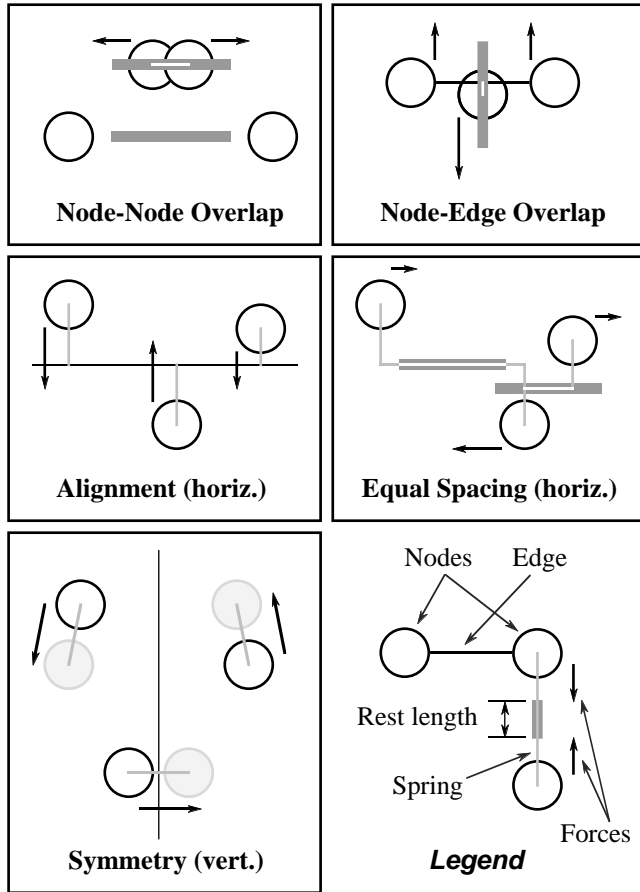 Node-Node Overlap
Node-Edge Overlap
Alignment (horiz.)
Equal Spacing (horiz.)
Symmetry (vert.)
Nodes
Edge
Rest length
Spring
Forces
Legend